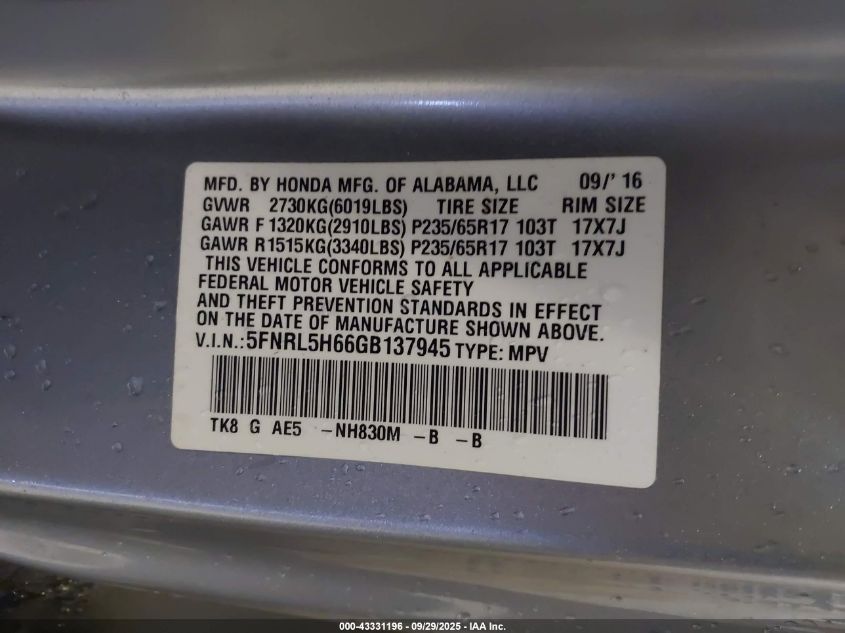 MFD. BY HONDA MFG. OF ALABAMA, LLC 09/' 16
GVWR 2730KG(6019LBS) TIRE SIZE RIM SIZE
GAWR F 1320KG(2910LBS) P235/65R17 103T 17X7J
GAWR R1515KG(3340LBS) P235/65R17 103T 17X7J
THIS VEHICLE CONFORMS TO ALL APPLICABLE
FEDERAL MOTOR VEHICLE SAFETY
AND THEFT PREVENTION STANDARDS IN EFFECT
ON THE DATE OF MANUFACTURE SHOWN ABOVE.
V.I.N.:5FNRL5H66GB137945 TYPE: MPV
TK8 G AE5 -NH830M -B -B
000-43331196 - 09/29/2025 - IAA Inc.